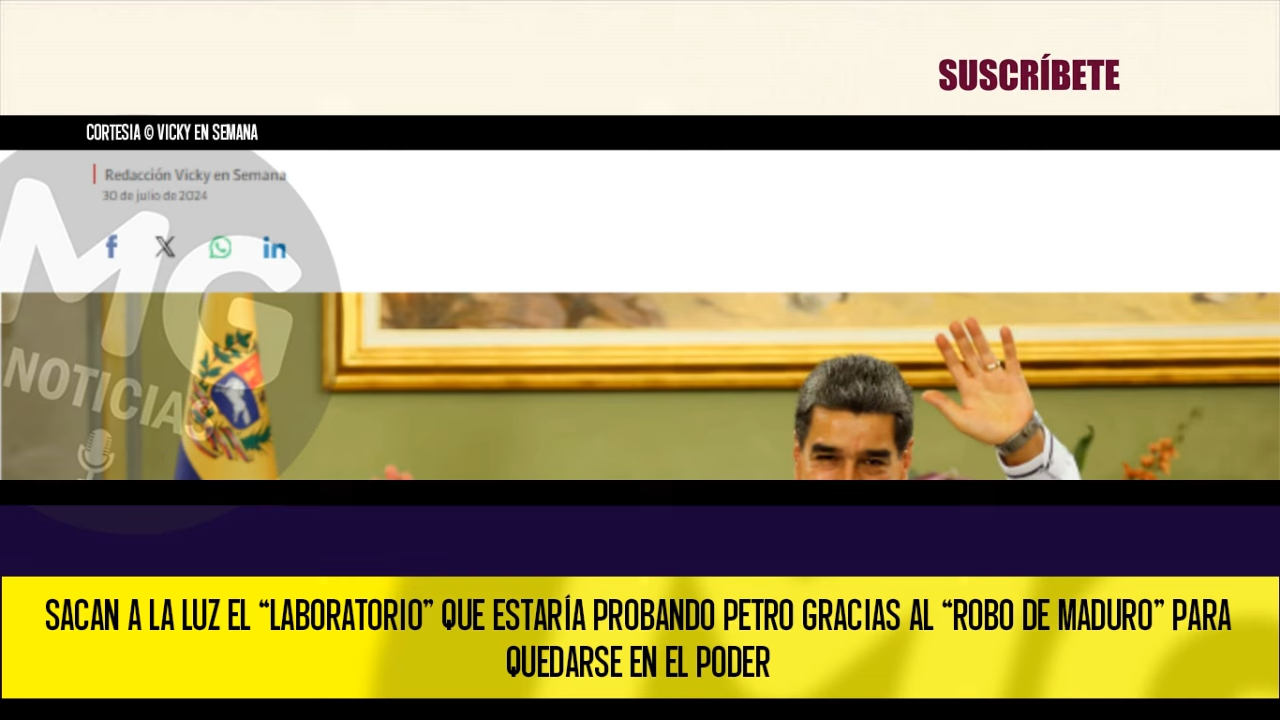 SUSCRÍBETE
CORTESIA © VICKY EN SEMANA
Redacción Vicky en Semana
30 de julio de 2024
MG
NOTICIAS
SACAN A LA LUZ EL “LABORATORIO” QUE ESTARÍA PROBANDO PETRO GRACIAS AL “ROBO DE MADURO” PARA
QUEDARSE EN EL PODER